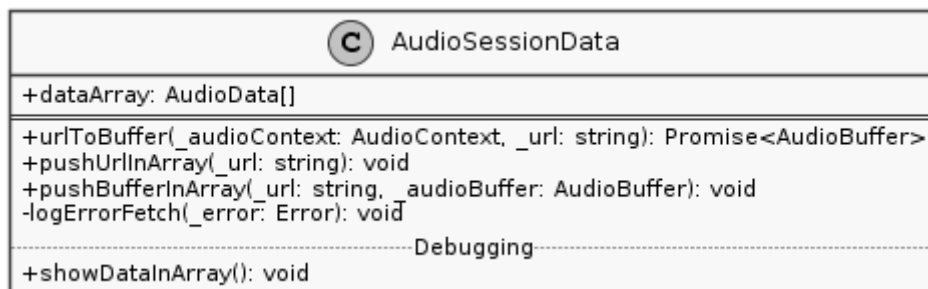 C AudioSessionData
+dataArray: AudioData[]
+urlToBuffer(_audioContext: AudioContext, _url: string): Promise<AudioBuffer>
+pushUrlInArray(_url: string): void
+pushBufferInArray(_url: string, _audioBuffer: AudioBuffer): void
-logErrorFetch(_error: Error): void
Debugging
+showDataInArray(): void